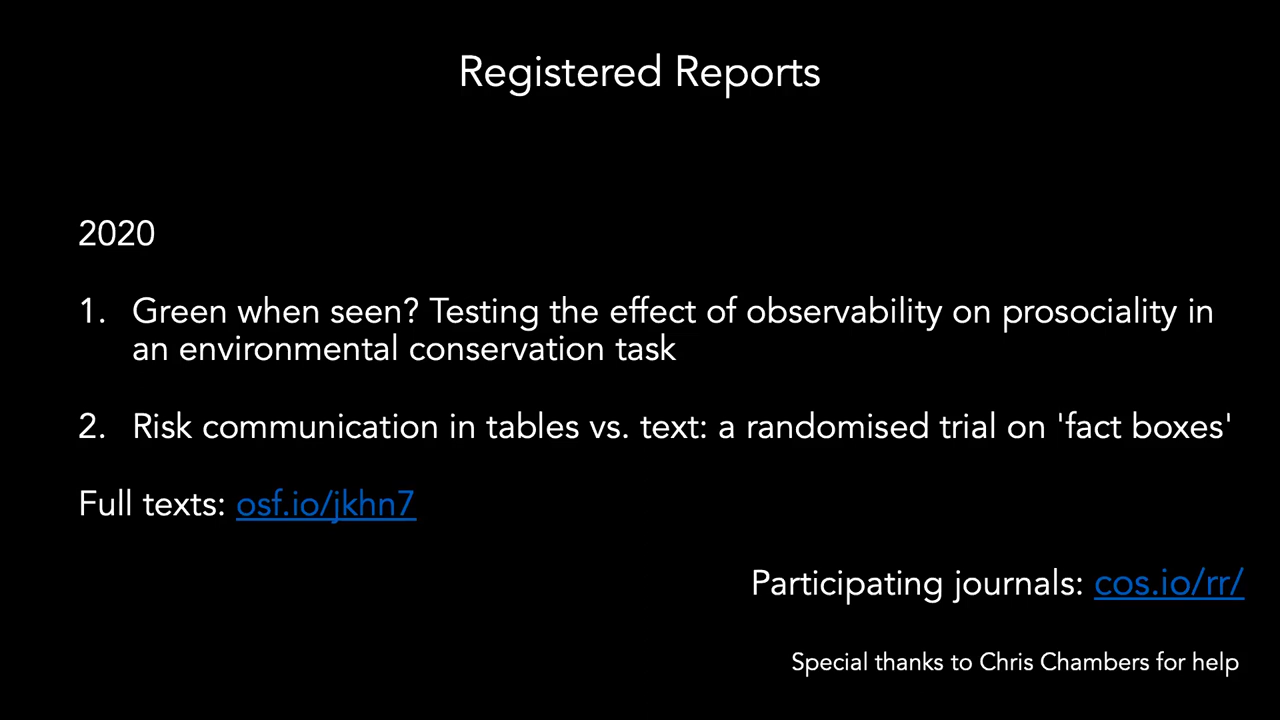 Registered Reports
2020
1. Green when seen? Testing the effect of observability on prosociality in
an environmental conservation task
2. Risk communication in tables vs. text: a randomised trial on 'fact boxes'
Full texts: osf.io/jkhn7
Participating journals: cos.io/rr/
Special thanks to Chris Chambers for help